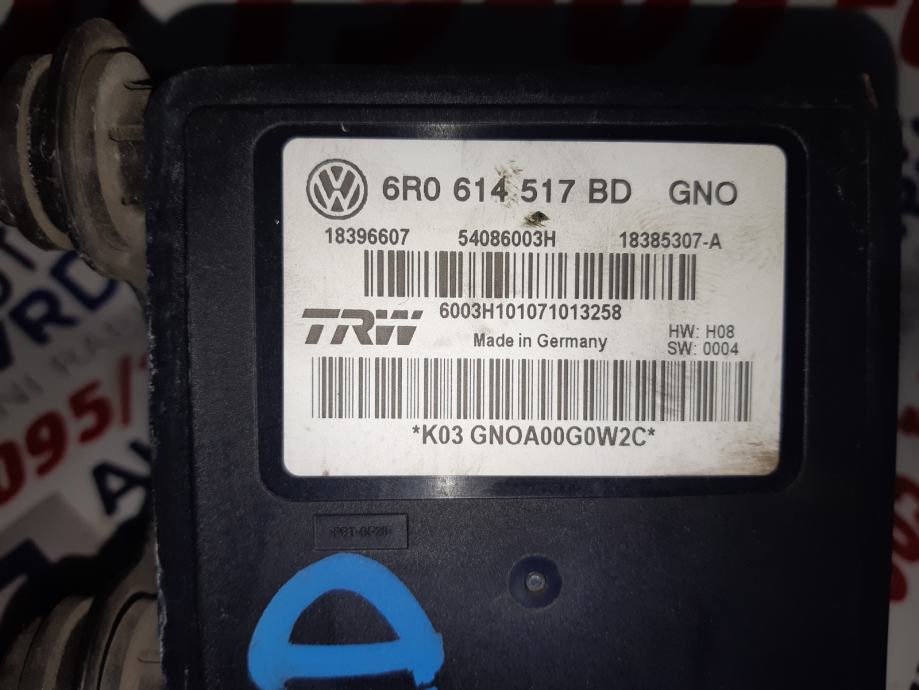 6R0 614 517 BD GNO
18396607 54086003H 18385307-A
6003H101071013258
TRW
Made in Germany
HW: H08
SW: 0004
*K03 GNOA00G0W2C*
095/